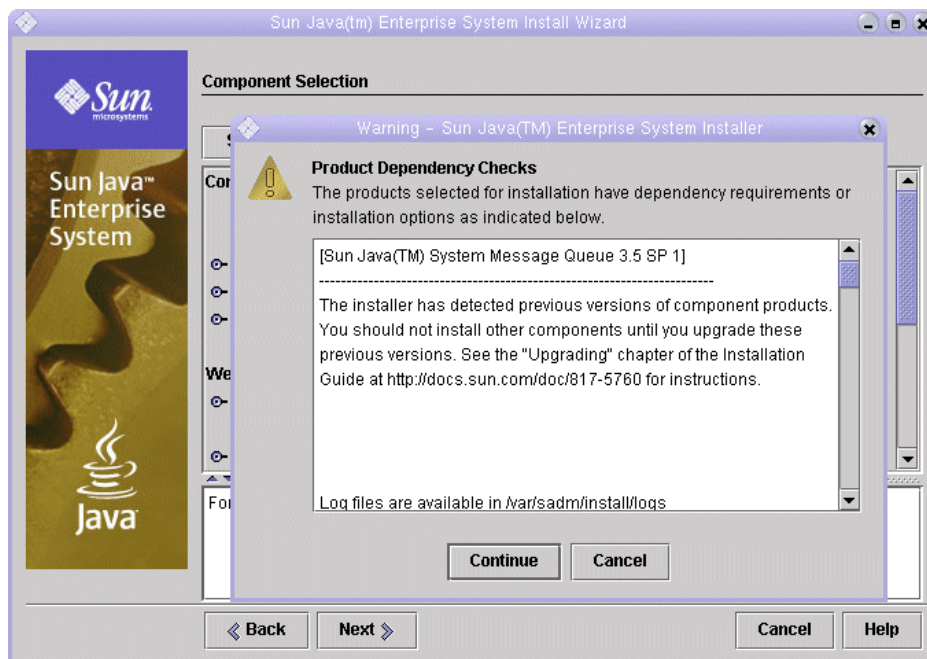 Sun Java(tm) Enterprise System Install Wizard
Sun
microsystems
Sun Java™
Enterprise
System
Java
Component Selection
Warning – Sun Java(TM) Enterprise System Installer
Product Dependency Checks
The products selected for installation have dependency requirements or
installation options as indicated below.
[Sun Java(TM) System Message Queue 3.5 SP 1]
------------------------------------------------------------------------
The installer has detected previous versions of component products.
You should not install other components until you upgrade these
previous versions. See the "Upgrading" chapter of the Installation
Guide at http://docs.sun.com/doc/817-5760 for instructions.
Log files are available in /var/sadm/install/logs
Continue
Cancel
Back
Next
Cancel
Help